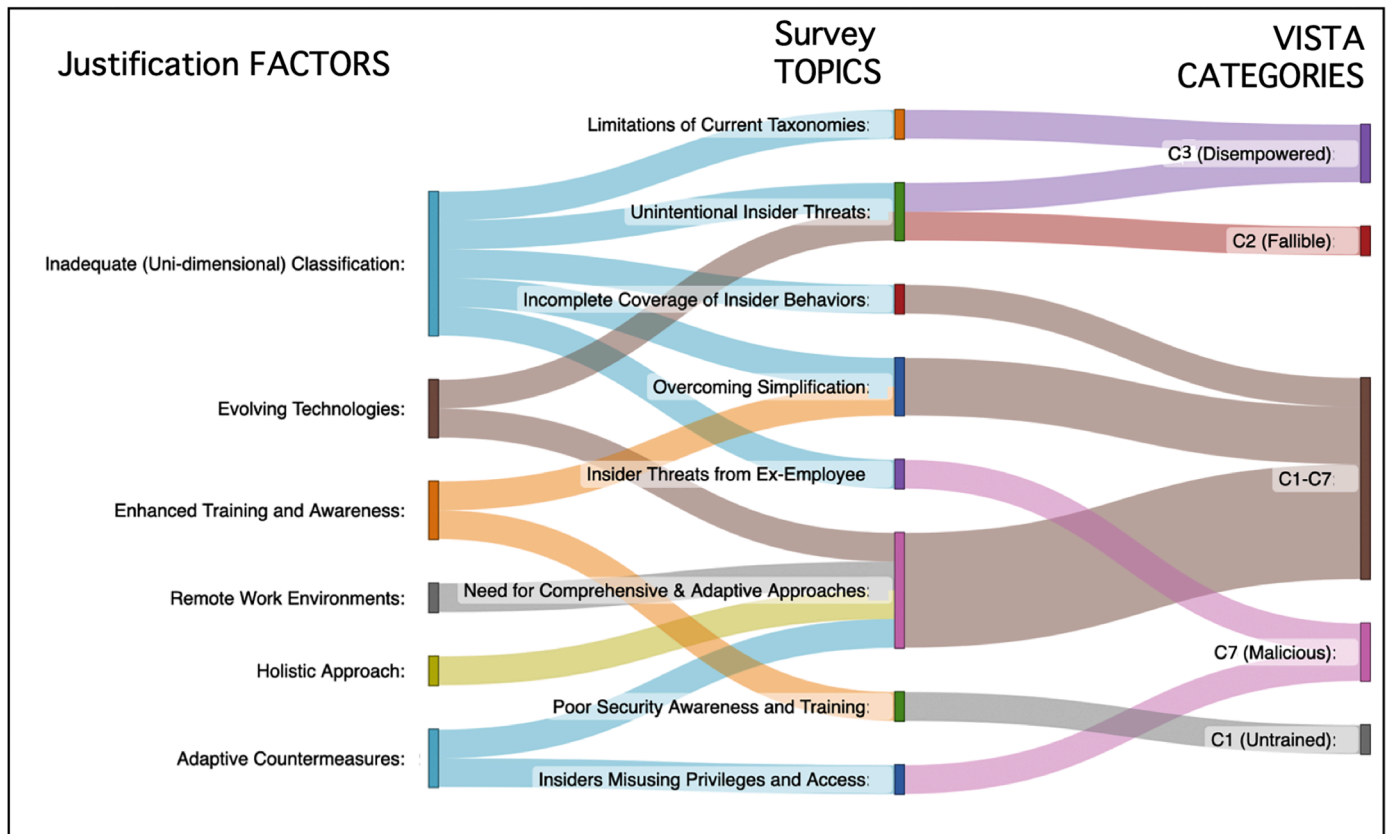 Justification FACTORS
Survey
TOPICS
VISTA
CATEGORIES
Inadequate (Uni-dimensional) Classification:
Evolving Technologies:
Enhanced Training and Awareness:
Remote Work Environments:
Holistic Approach:
Adaptive Countermeasures:
Limitations of Current Taxonomies:
Unintentional Insider Threats:
Incomplete Coverage of Insider Behaviors:
Overcoming Simplification:
Insider Threats from Ex-Employee
Need for Comprehensive & Adaptive Approaches:
Poor Security Awareness and Training:
Insiders Misusing Privileges and Access:
C3 (Disempowered):
C2 (Fallible):
C1-C7:
C7 (Malicious):
C1 (Untrained):